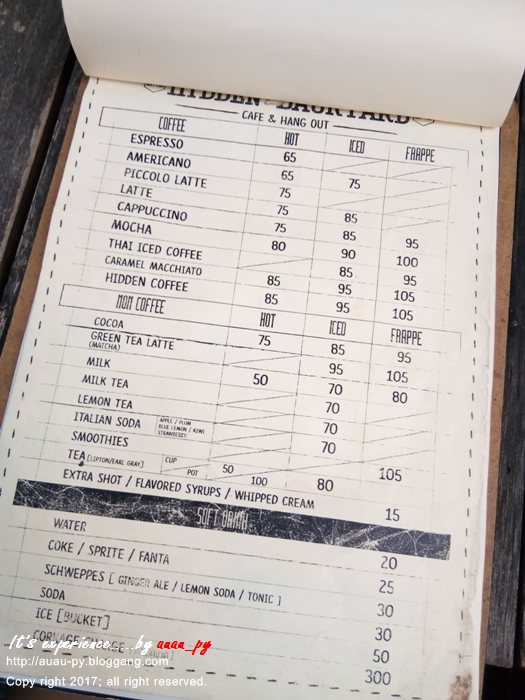 HIDDEN BACKYARD
CAFE & HANG OUT
COFFEE HOT ICED FRAPPE
ESPRESSO 65
AMERICANO 65 75
PICCOLO LATTE 75
LATTE 75 85
CAPPUCCINO 75 85 95
MOCHA 80 90 100
THAI ICED COFFEE 85 95
CARAMEL MACCHIATO 85 95 105
HIDDEN COFFEE 85 95 105
NON COFFEE HOT ICED FRAPPE
COCOA 75 85 95
GREEN TEA LATTE 95 105
(MATCHA)
MILK 50 70 80
MILK TEA 70
LEMON TEA 70
ITALIAN SODA APPLE / PLUM 70
BLUE LEMON / KIWI
STRAWBERRY
SMOOTHIES 105
TEA [LIPTON/EARL GRAY] CUP 50 80
POT 100
EXTRA SHOT / FLAVORED SYRUPS / WHIPPED CREAM 15
SOFT DRINK
WATER 20
COKE / SPRITE / FANTA 25
SCHWEPPES [ GINGER ALE / LEMON SODA / TONIC ] 30
SODA 30
ICE [BUCKET] 50
CORKAGE CHARGE 300
It's experience... by auau_py
http://auau-py.bloggang.com
Copy right 2017; all right reserved.